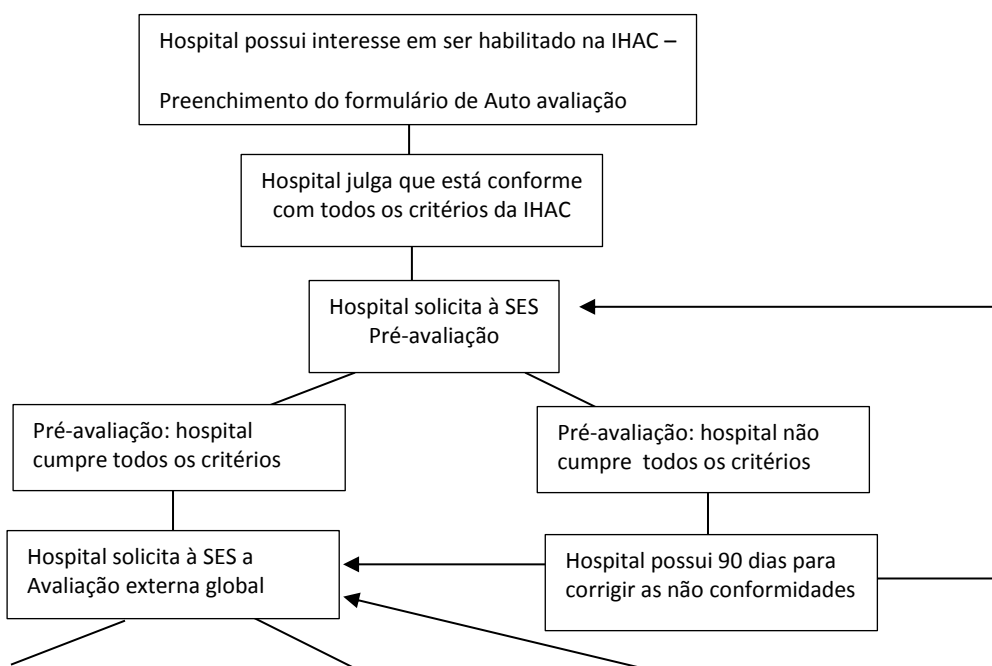 Hospital possui interesse em ser habilitado na IHAC –
Preenchimento do formulário de Auto avaliação
Hospital julga que está conforme
com todos os critérios da IHAC
Hospital solicita à SES
Pré-avaliação
Pré-avaliação: hospital
cumpre todos os critérios
Pré-avaliação: hospital não
cumpre todos os critérios
Hospital solicita à SES a
Avaliação externa global
Hospital possui 90 dias para
corrigir as não conformidades